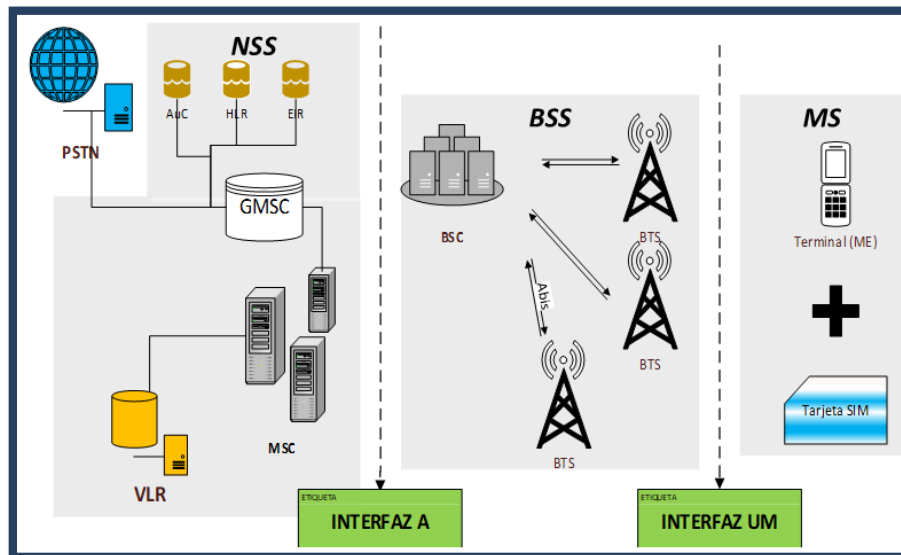 NSS
AuC
HLR
EIR
PSTN
GMSC
MSC
VLR
BSS
BSC
BTS
BTS
Abis
BTS
MS
Terminal (ME)
Tarjeta SIM
ETIQUETA
INTERFAZ A
ETIQUETA
INTERFAZ UM